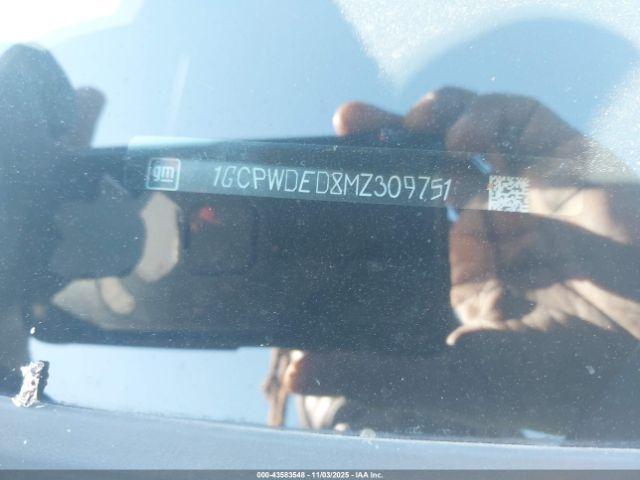 gm 1GCPWDED8MZ309751
000-43583548 - 11/03/2025 - IAA Inc.